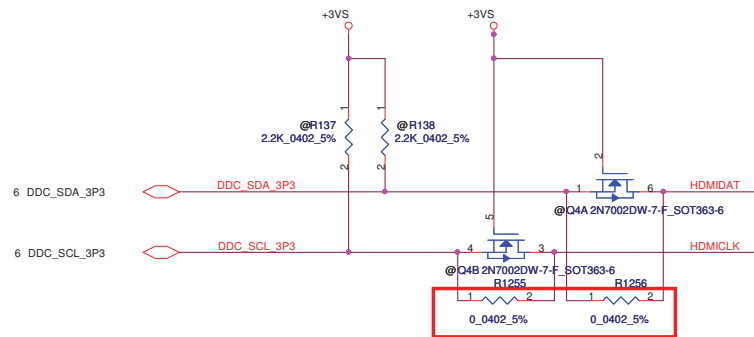 +3VS
+3VS
1
1
@R137
2.2K_0402_5%
@R138
2.2K_0402_5%
2
2
2
6 DDC_SDA_3P3
DDC_SDA_3P3
1
6
HDMIDAT
@Q4A 2N7002DW-7-F_SOT363-6
5
6 DDC_SCL_3P3
DDC_SCL_3P3
4
3
HDMICLK
@Q4B 2N7002DW-7-F_SOT363-6
R1255
R1256
1
2
1
2
0_0402_5%
0_0402_5%